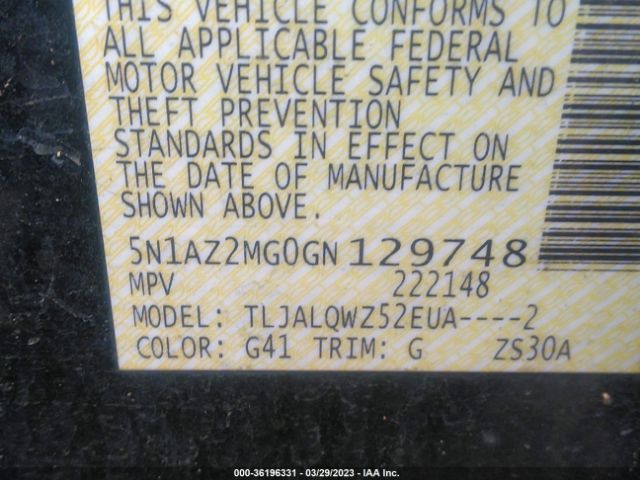 THIS VEHICLE CONFORMS TO
ALL APPLICABLE FEDERAL
MOTOR VEHICLE SAFETY AND
THEFT PREVENTION
STANDARDS IN EFFECT ON
THE DATE OF MANUFACTURE
SHOWN ABOVE.
5N1AZ2MG0GN129748
MPV 222148
MODEL: TLJALQWZ52EUA----2
COLOR: G41 TRIM: G ZS30A
000-36196331 - 03/29/2023 - IAA Inc.